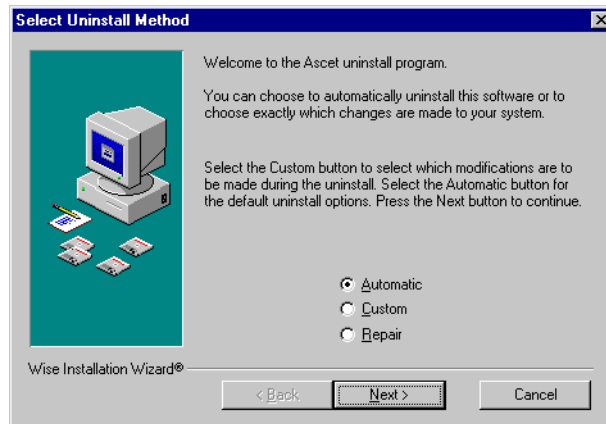 Select Uninstall Method
Welcome to the Ascet uninstall program.
You can choose to automatically uninstall this software or to
choose exactly which changes are made to your system.
Select the Custom button to select which modifications are to
be made during the uninstall. Select the Automatic button for
the default uninstall options. Press the Next button to continue.
Automatic
Custom
Repair
Wise Installation Wizard®
< Back
Next >
Cancel